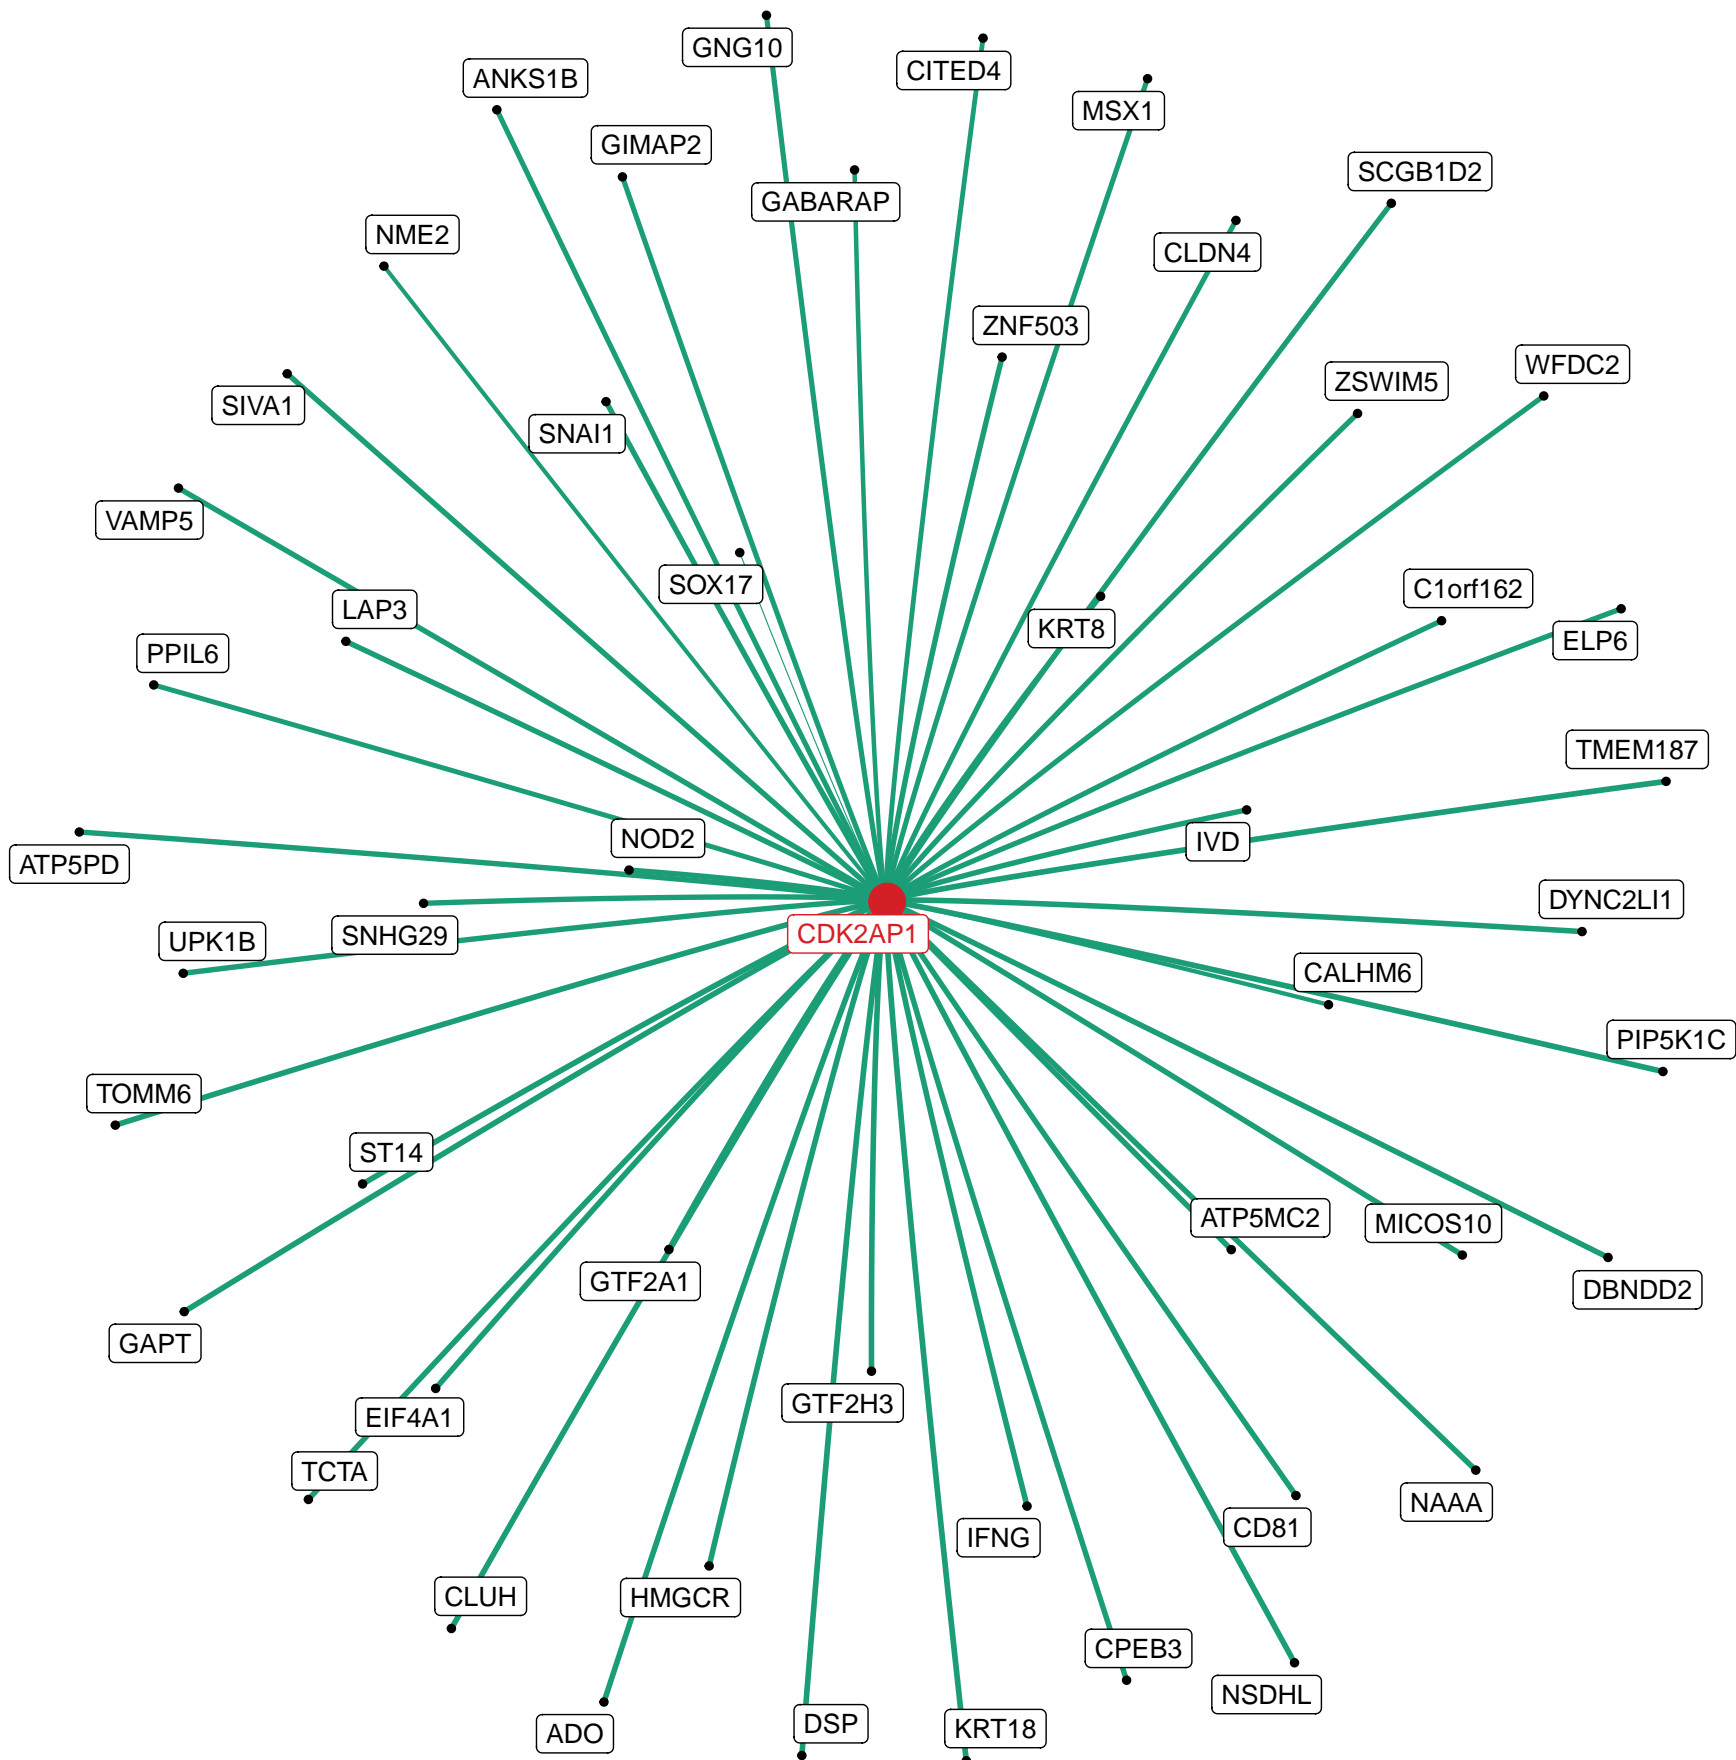 GNG10
CITED4
ANKS1B
MSX1
GIMAP2
SCGB1D2
GABARAP
NME2
CLDN4
ZNF503
WFDC2
ZSWIM5
SIVA1
SNAI1
VAMP5
SOX17
C1orf162
LAP3
KRT8
ELP6
PPIL6
TMEM187
NOD2
IVD
ATP5PD
DYNC2LI1
CDK2AP1
SNHG29
UPK1B
CALHM6
PIP5K1C
TOMM6
ST14
ATP5MC2
MICOS10
GTF2A1
DBNDD2
GAPT
GTF2H3
EIF4A1
TCTA
NAAA
CD81
IFNG
CLUH
HMGCR
CPEB3
NSDHL
DSP
KRT18
ADO